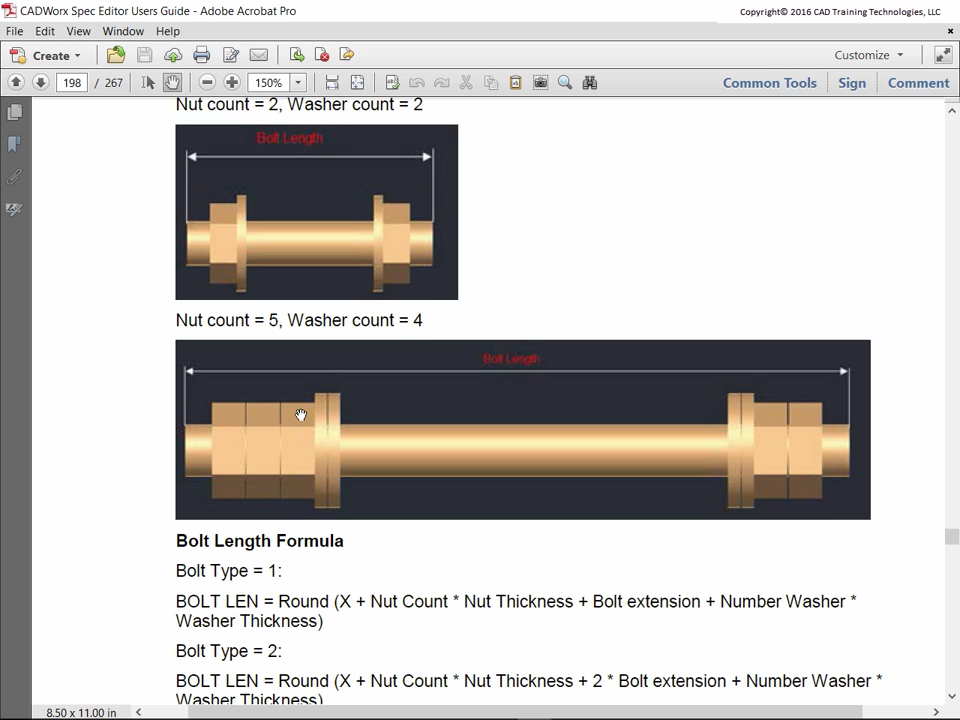 CADWorx Spec Editor Users Guide - Adobe Acrobat Pro
Copyright© 2016 CAD Training Technologies, LLC
File Edit View Window Help
Create Customize
198 / 267 150% Common Tools Sign Comment
Nut count = 2, Washer count = 2
Bolt Length
Nut count = 5, Washer count = 4
Bolt Length
Bolt Length Formula
Bolt Type = 1:
BOLT LEN = Round (X + Nut Count * Nut Thickness + Bolt extension + Number Washer *
Washer Thickness)
Bolt Type = 2:
BOLT LEN = Round (X + Nut Count * Nut Thickness + 2 * Bolt extension + Number Washer *
Washer Thickness)
8.50 x 11.00 in